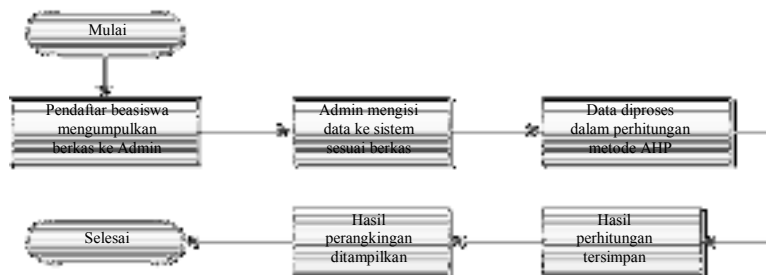 Mulai
Pendaftar beasiswa
mengumpulkan
berkas ke Admin
Admin mengisi
data ke sistem
sesuai berkas
Data diproses
dalam perhitungan
metode AHP
Hasil
perhitungan
tersimpan
Hasil
perangkingan
ditampilkan
Selesai